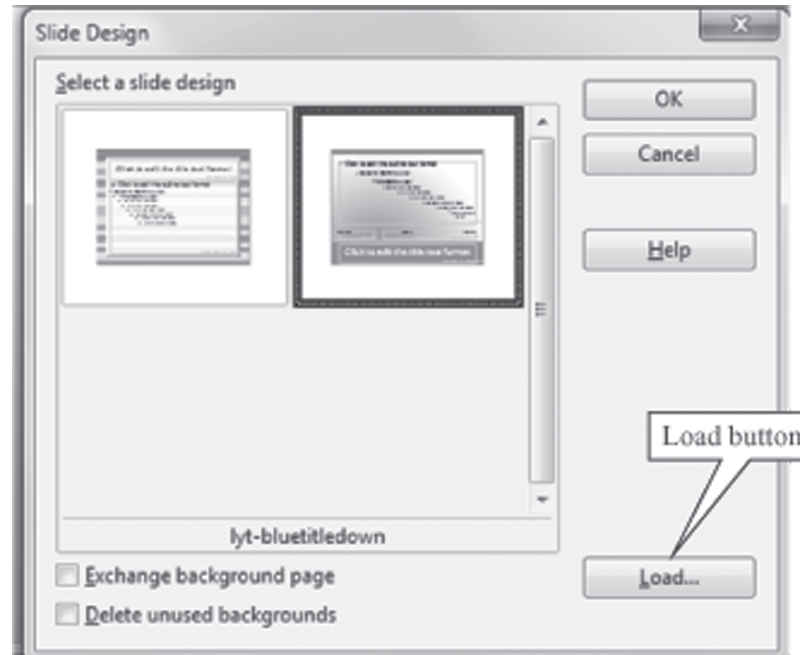 Slide Design
Select a slide design
OK
Cancel
Help
Load button
lyt-bluetitledown
Exchange background page
Delete unused backgrounds
Load...